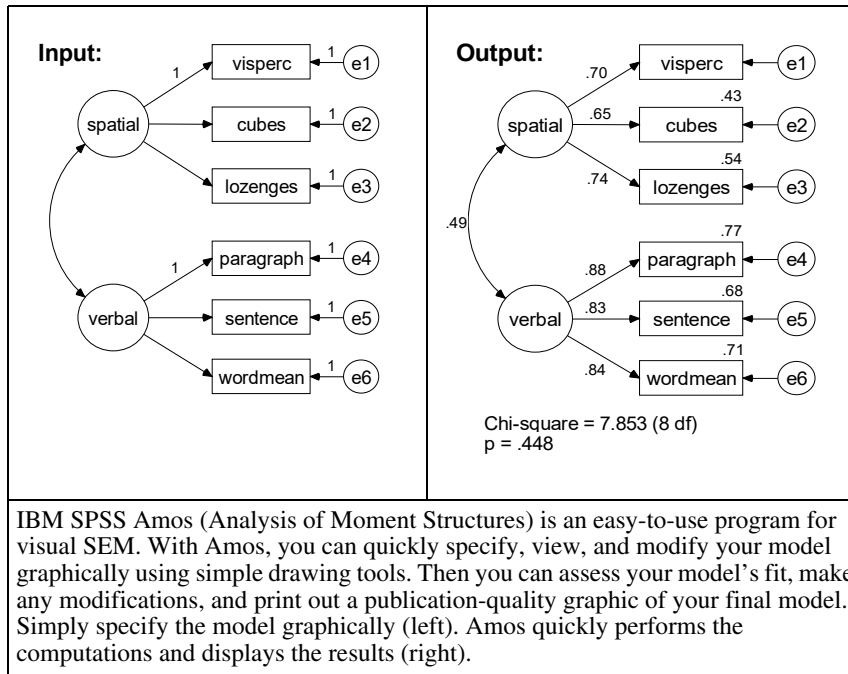 Input:
1
visperc
1
e1
spatial
cubes
1
e2
lozenges
1
e3
1
paragraph
1
e4
verbal
sentence
1
e5
wordmean
1
e6
Output:
.70
visperc
e1
.43
spatial
.65
cubes
e2
.54
.74
lozenges
e3
.49
.77
.88
paragraph
e4
.68
verbal
.83
sentence
e5
.71
.84
wordmean
e6
Chi-square = 7.853 (8 df)
p = .448
IBM SPSS Amos (Analysis of Moment Structures) is an easy-to-use program for
visual SEM. With Amos, you can quickly specify, view, and modify your model
graphically using simple drawing tools. Then you can assess your model’s fit, make
any modifications, and print out a publication-quality graphic of your final model.
Simply specify the model graphically (left). Amos quickly performs the
computations and displays the results (right).